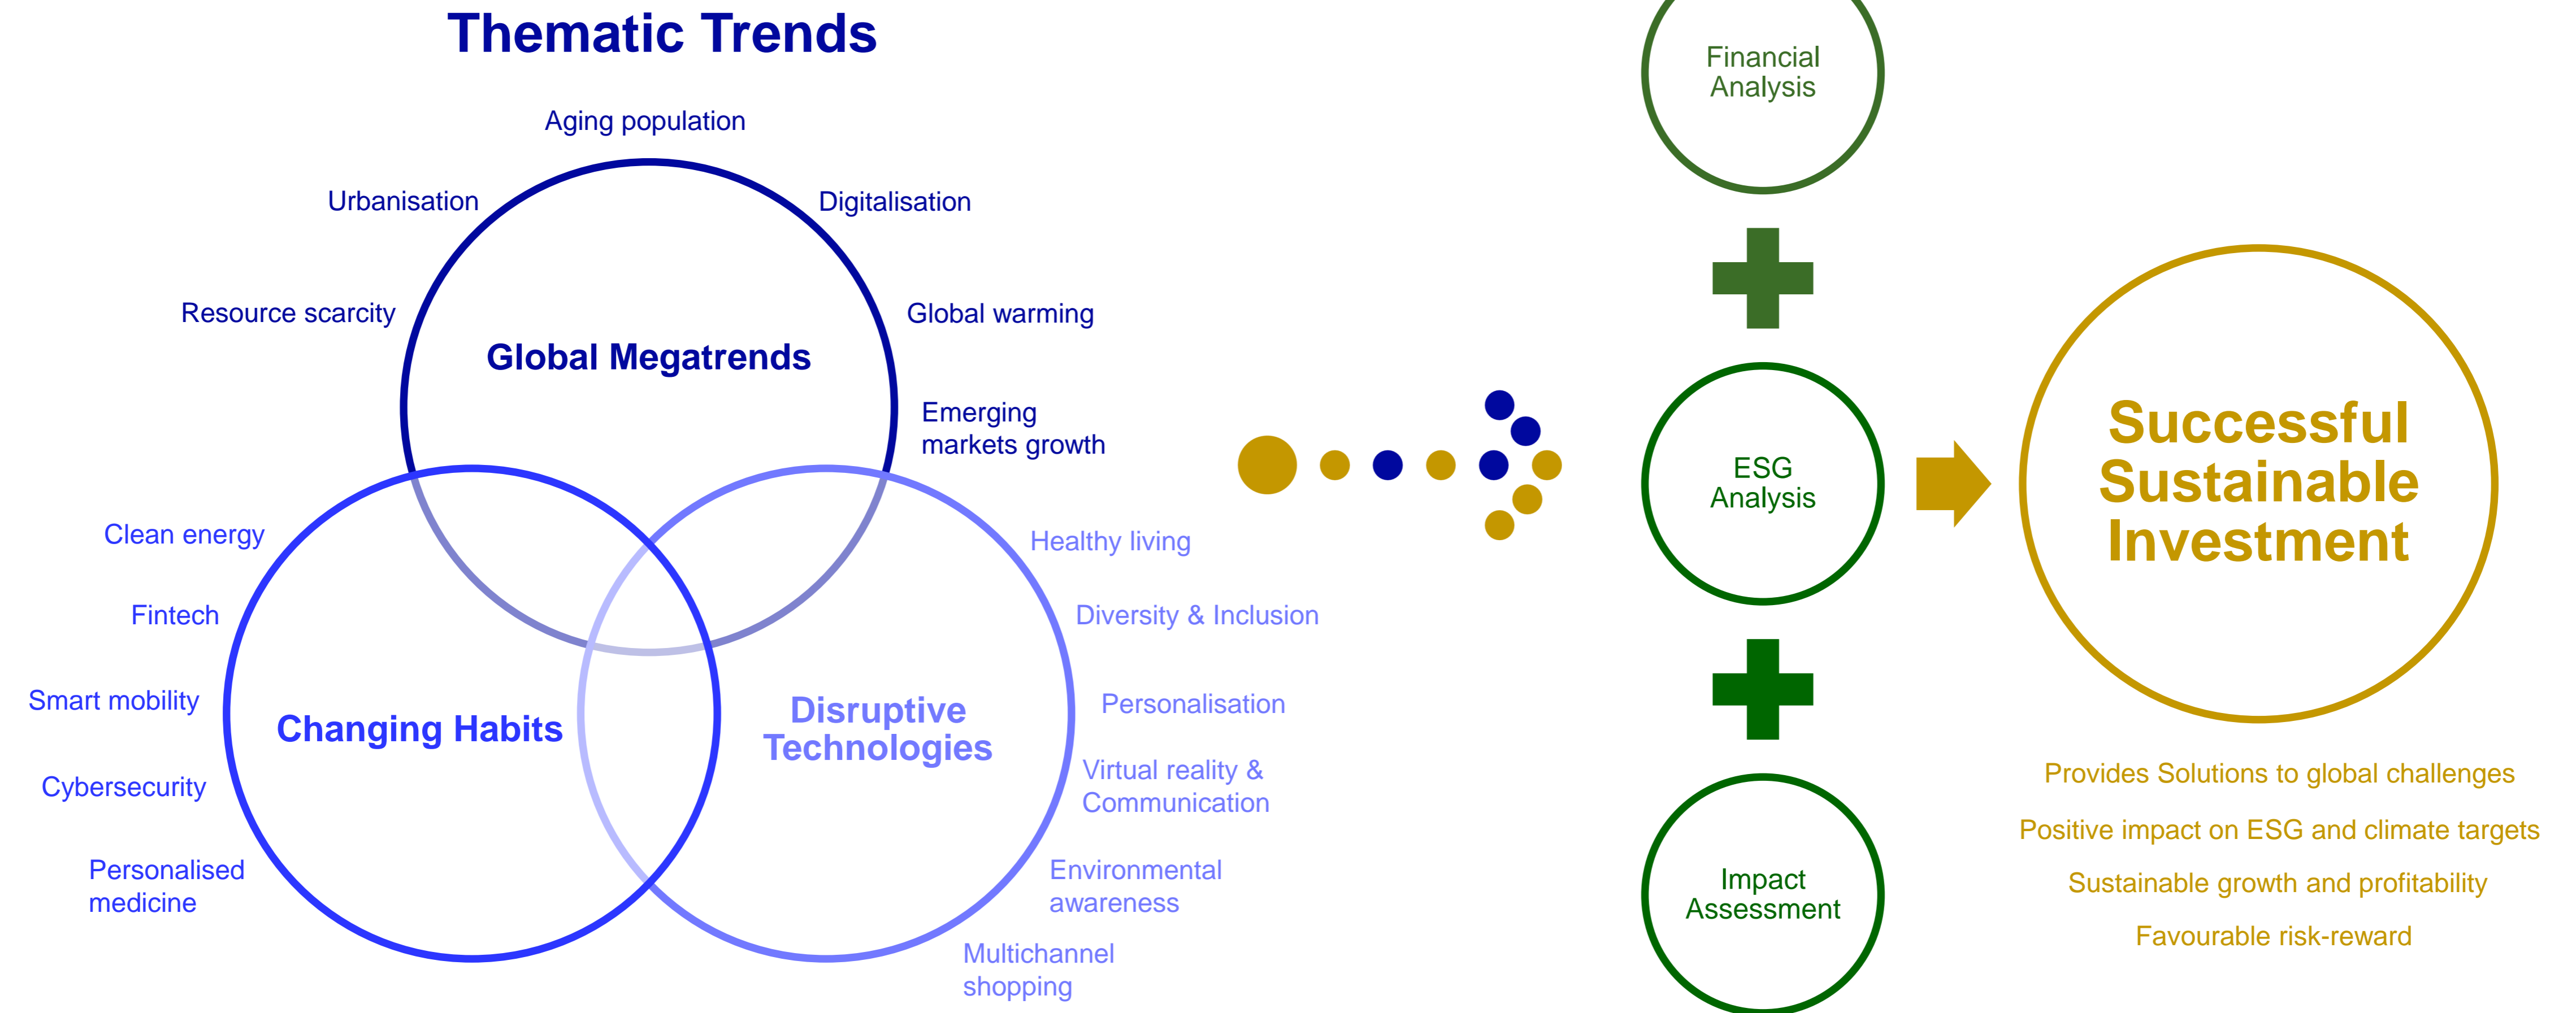 Thematic Trends
Aging population
Urbanisation
Digitalisation
Resource scarcity
Global warming
Global Megatrends
Emerging
markets growth
Clean energy
Fintech
Smart mobility
Cybersecurity
Personalised
medicine
Changing Habits
Disruptive
Technologies
Healthy living
Diversity & Inclusion
Personalisation
Virtual reality &
Communication
Environmental
awareness
Multichannel
shopping
Financial
Analysis
ESG
Analysis
Impact
Assessment
Successful
Sustainable
Investment
Provides Solutions to global challenges
Positive impact on ESG and climate targets
Sustainable growth and profitability
Favourable risk-reward